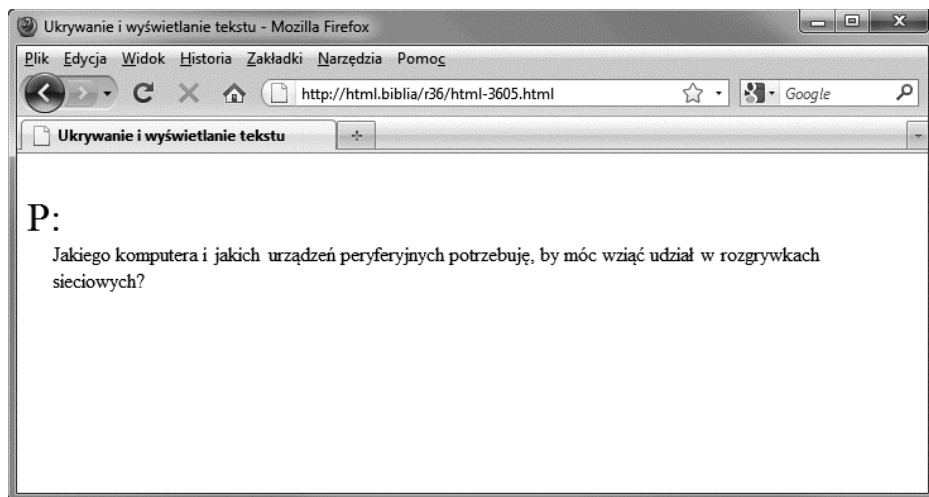 Ukrywanie i wyświetlanie tekstu - Mozilla Firefox
Plik Edycja Widok Historia Zakładki Narzędzia Pomoc
http://html.biblia/r36/html-3605.html Google
Ukrywanie i wyświetlanie tekstu
P:
Jakiego komputera i jakich urządzeń peryferyjnych potrzebuję, by móc wziąć udział w rozgrywkach
sieciowych?